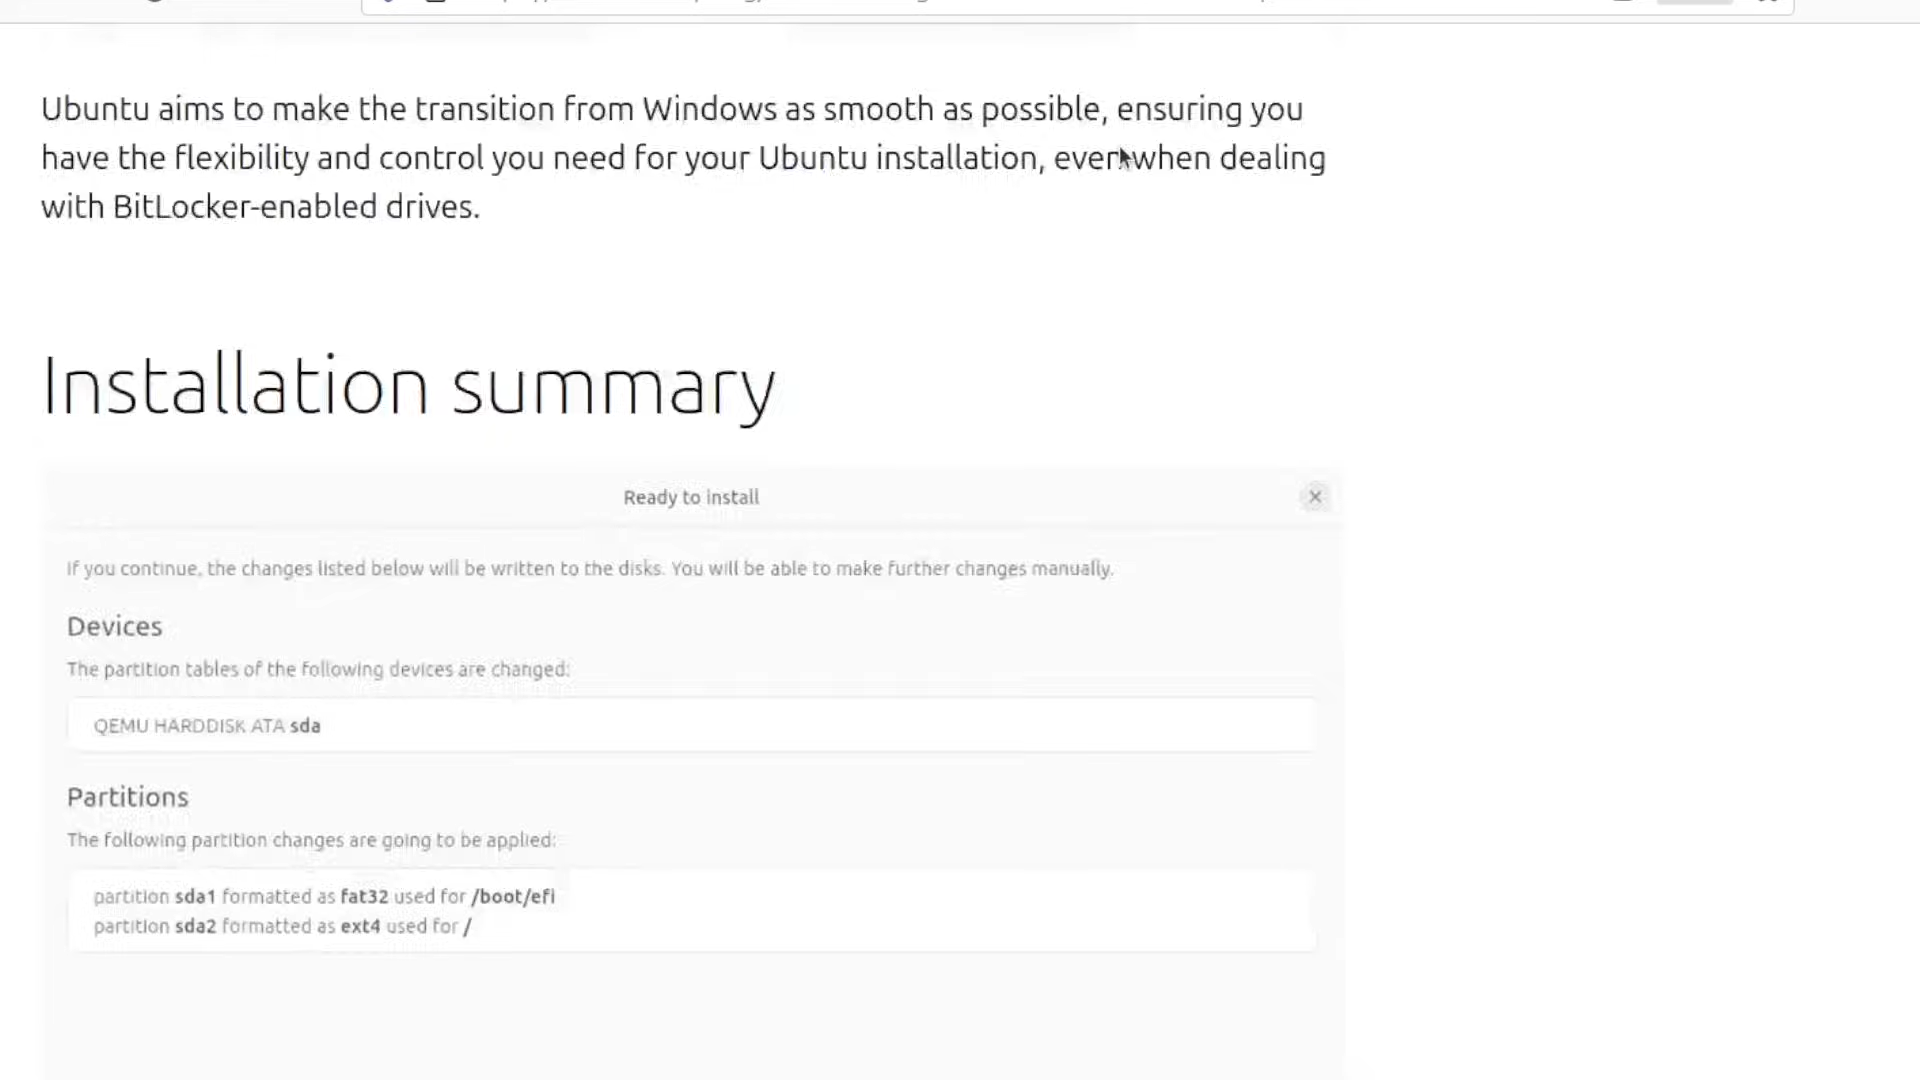 Ubuntu aims to make the transition from Windows as smooth as possible, ensuring you
have the flexibility and control you need for your Ubuntu installation, even when dealing
with BitLocker-enabled drives.
Installation summary
Ready to install
If you continue, the changes listed below will be written to the disks. You will be able to make further changes manually.
Devices
The partition tables of the following devices are changed:
QEMU HARDDISK ATA sda
Partitions
The following partition changes are going to be applied:
partition sda1 formatted as fat32 used for /boot/efi
partition sda2 formatted as ext4 used for /